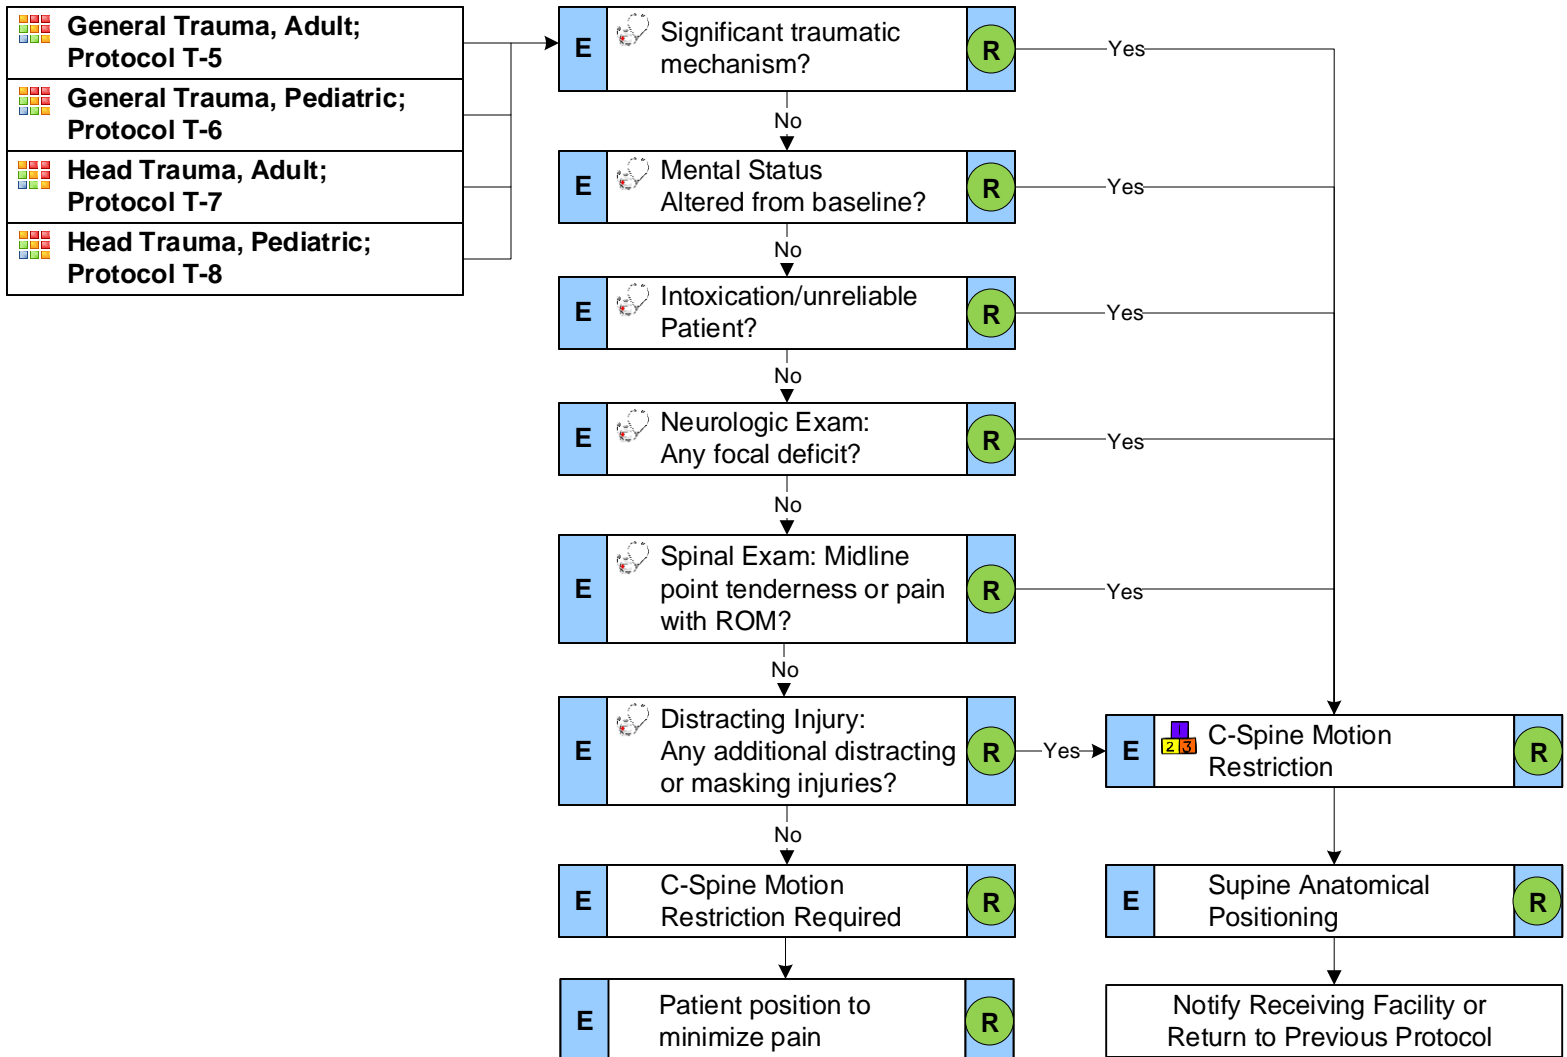 General Trauma, Adult;
Protocol T-5
General Trauma, Pediatric;
Protocol T-6
Head Trauma, Adult;
Protocol T-7
Head Trauma, Pediatric;
Protocol T-8
E
Significant traumatic
mechanism?
R
Yes
No
E
Mental Status
Altered from baseline?
R
Yes
No
E
Intoxication/unreliable
Patient?
R
Yes
No
E
Neurologic Exam:
Any focal deficit?
R
Yes
No
E
Spinal Exam: Midline
point tenderness or pain
with ROM?
R
Yes
No
E
Distracting Injury:
Any additional distracting
or masking injuries?
R
Yes
No
E
2 3
C-Spine Motion
Restriction
R
E
C-Spine Motion
Restriction Required
R
E
Supine Anatomical
Positioning
R
E
Patient position to
minimize pain
R
Notify Receiving Facility or
Return to Previous Protocol